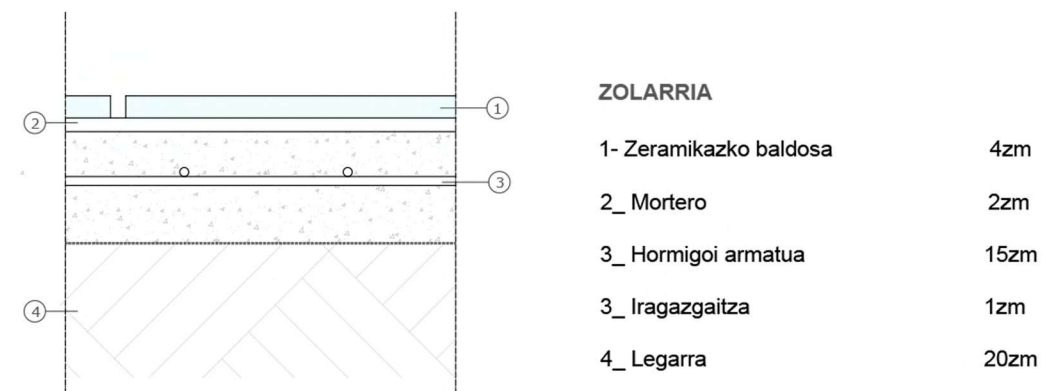 1
2
3
4
ZOLARRIA
1- Zeramikazko baldosa 4zm
2_ Mortero 2zm
3_ Hormigoi armatua 15zm
3_ Iragazgaitza 1zm
4_ Legarra 20zm